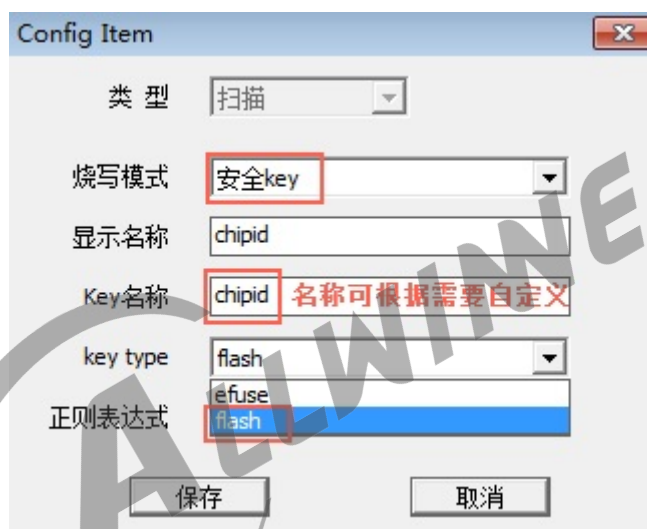 Config Item
类 型 扫描
烧写模式 安全key
显示名称 chipid
Key名称 chipid 名称可根据需要自定义
key type flash
efuse
正则表达式 flash
保存 取消
ALLWINNE